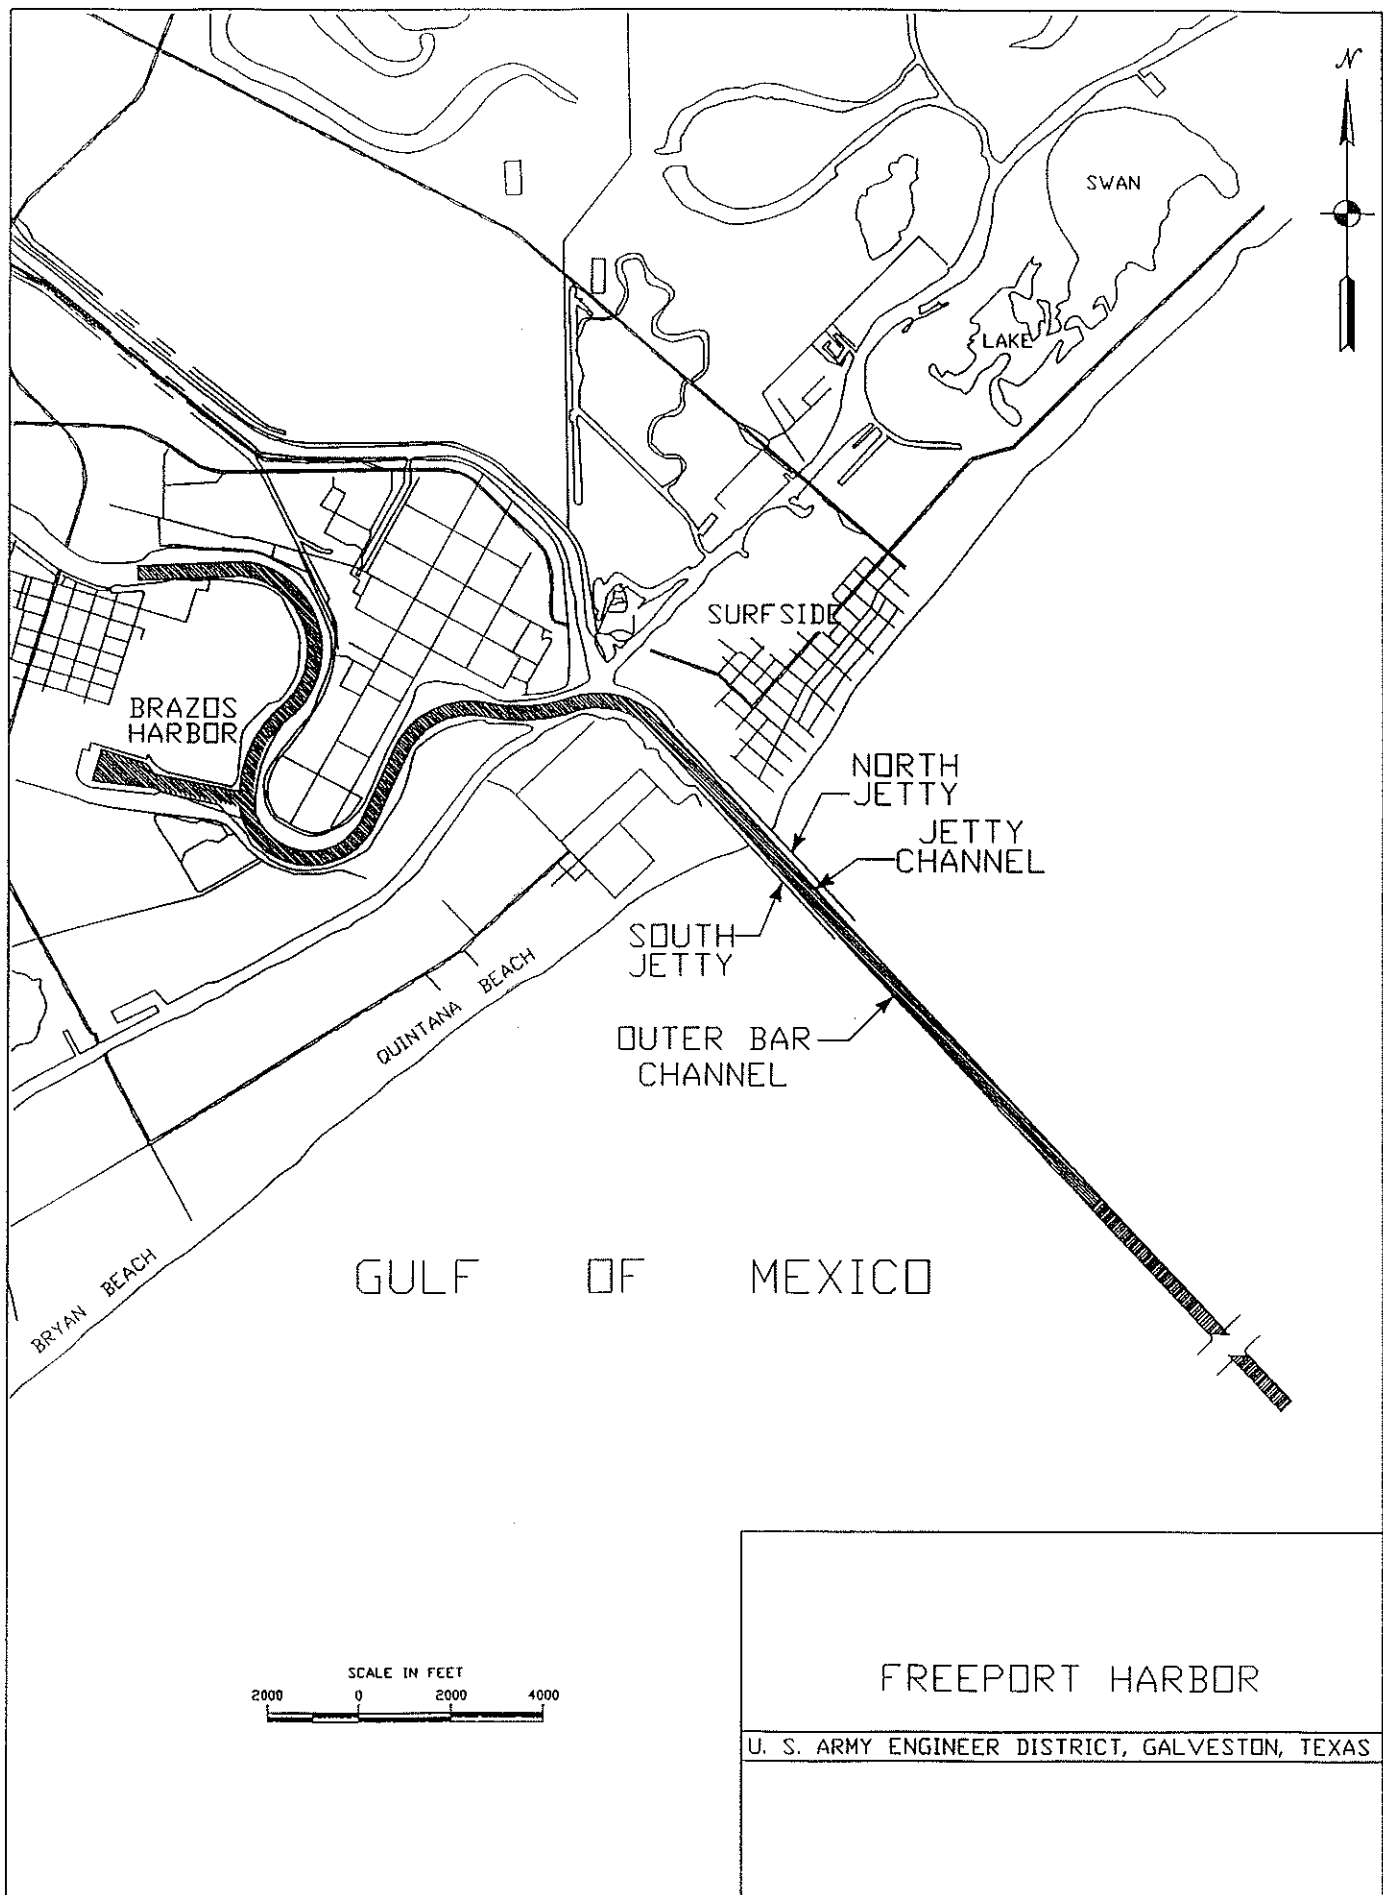 N
SWAN
LAKE
SURFSIDE
BRAZOS
HARBOR
NORTH
JETTY
JETTY
CHANNEL
SOUTH
JETTY
QUINTANA BEACH
OUTER BAR
CHANNEL
GULF OF MEXICO
BRYAN BEACH
SCALE IN FEET
2000 0 2000 4000
FREEPORT HARBOR
U. S. ARMY ENGINEER DISTRICT, GALVESTON, TEXAS